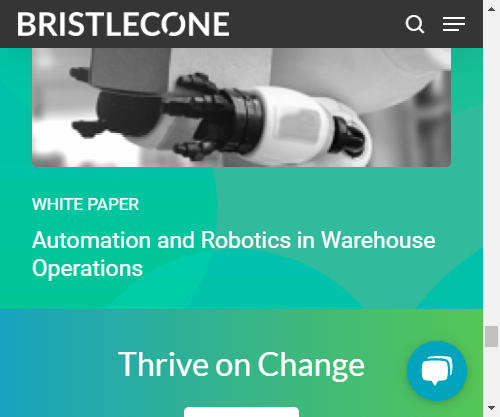 BRISTLECONE
WHITE PAPER
Automation and Robotics in Warehouse
Operations
Thrive on Change